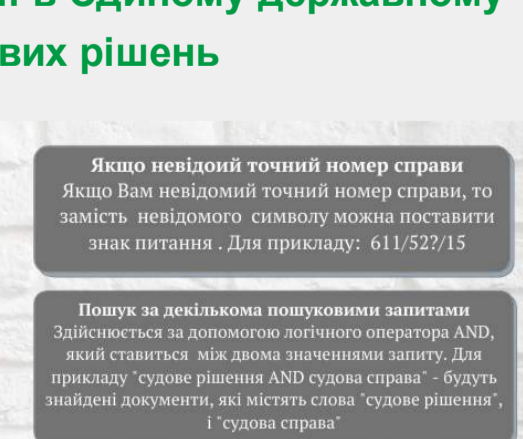 в Єдиному державному
вих рішень
Якщо невідоий точний номер справи
Якщо Вам невідомий точний номер справи, то
замість невідомого символу можна поставити
знак питання . Для прикладу: 611/52?/15
Пошук за декількома пошуковими запитами
Здійснюється за допомогою логічного оператора AND,
який ставиться між двома значеннями запиту. Для
прикладу "судове рішення AND судова справа" - будуть
знайдені документи, які містять слова "судове рішення",
і "судова справа"